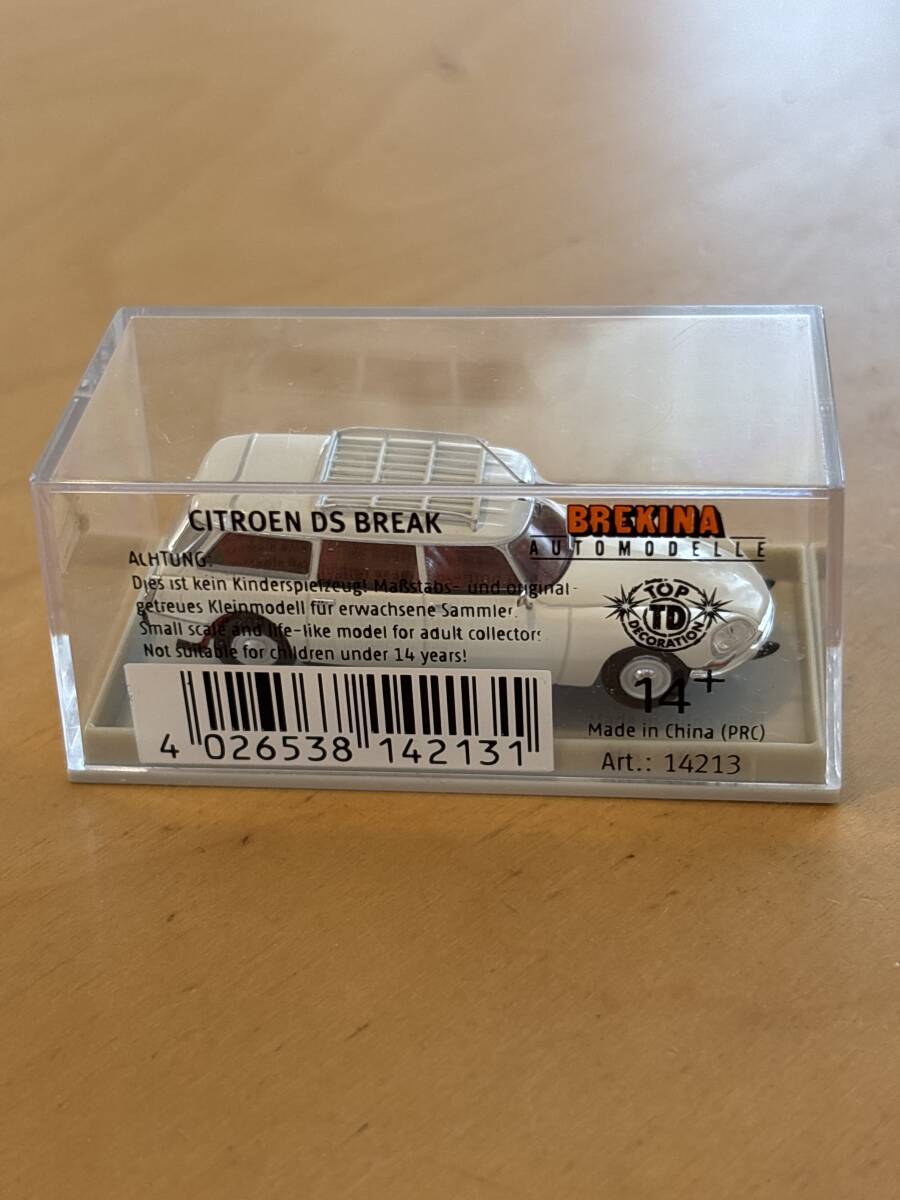 CITROEN DS BREAK
ACHTUNG:
Dies ist kein Kinderspielzeug! Maßstabs- und original-
getreues Kleinmodell für erwachsene Sammler.
Small scale and life-like model for adult collectors
Not suitable for children under 14 years!
4 026538 142131
BREKINA
AUTOMODELLE
TOP
TD
DECORATION
14+
Made in China (PRC)
Art.: 14213